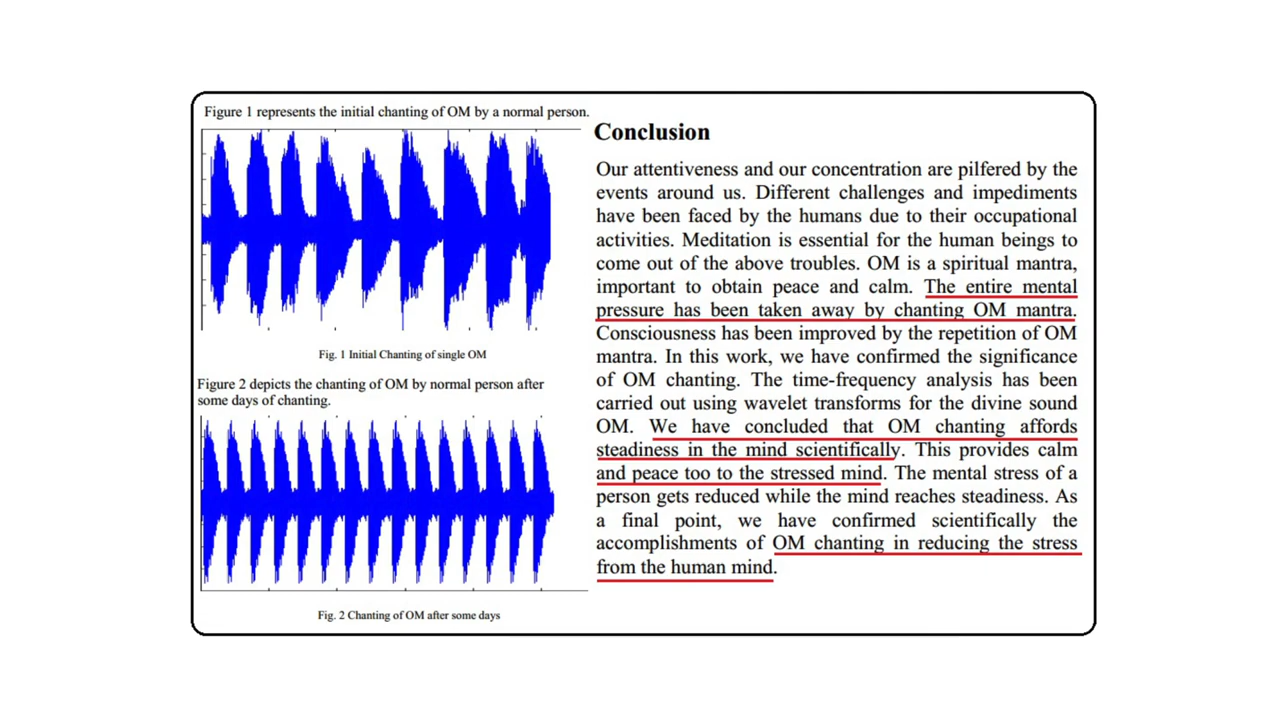 Figure 1 represents the initial chanting of OM by a normal person.
Fig. 1 Initial Chanting of single OM
Figure 2 depicts the chanting of OM by normal person after
some days of chanting.
Fig. 2 Chanting of OM after some days
Conclusion
Our attentiveness and our concentration are pilfered by the
events around us. Different challenges and impediments
have been faced by the humans due to their occupational
activities. Meditation is essential for the human beings to
come out of the above troubles. OM is a spiritual mantra,
important to obtain peace and calm. The entire mental
pressure has been taken away by chanting OM mantra.
Consciousness has been improved by the repetition of OM
mantra. In this work, we have confirmed the significance
of OM chanting. The time-frequency analysis has been
carried out using wavelet transforms for the divine sound
OM. We have concluded that OM chanting affords
steadiness in the mind scientifically. This provides calm
and peace too to the stressed mind. The mental stress of a
person gets reduced while the mind reaches steadiness. As
a final point, we have confirmed scientifically the
accomplishments of OM chanting in reducing the stress
from the human mind.